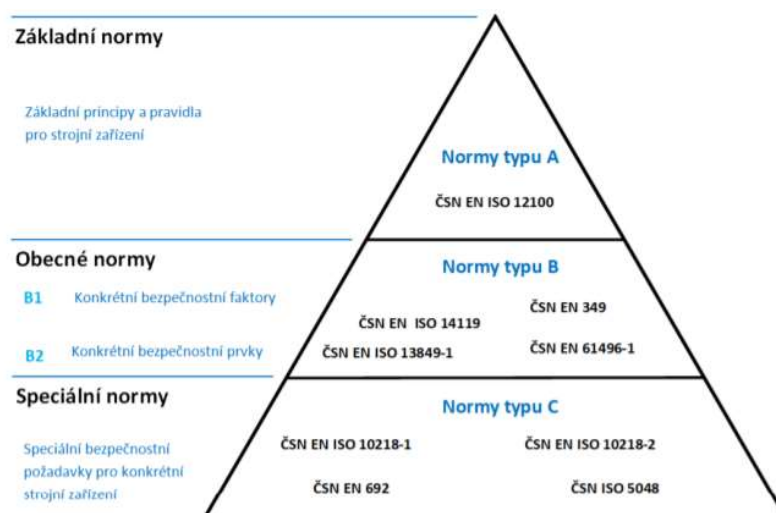 Základní normy
Základní principy a pravidla
pro strojní zařízení
Normy typu A
ČSN EN ISO 12100
Obecné normy
B1 Konkrétní bezpečnostní faktory
B2 Konkrétní bezpečnostní prvky
Normy typu B
ČSN EN 349
ČSN EN ISO 14119
ČSN EN ISO 13849-1
ČSN EN 61496-1
Speciální normy
Speciální bezpečnostní
požadavky pro konkrétní
strojní zařízení
Normy typu C
ČSN EN ISO 10218-1
ČSN EN ISO 10218-2
ČSN EN 692
ČSN ISO 5048